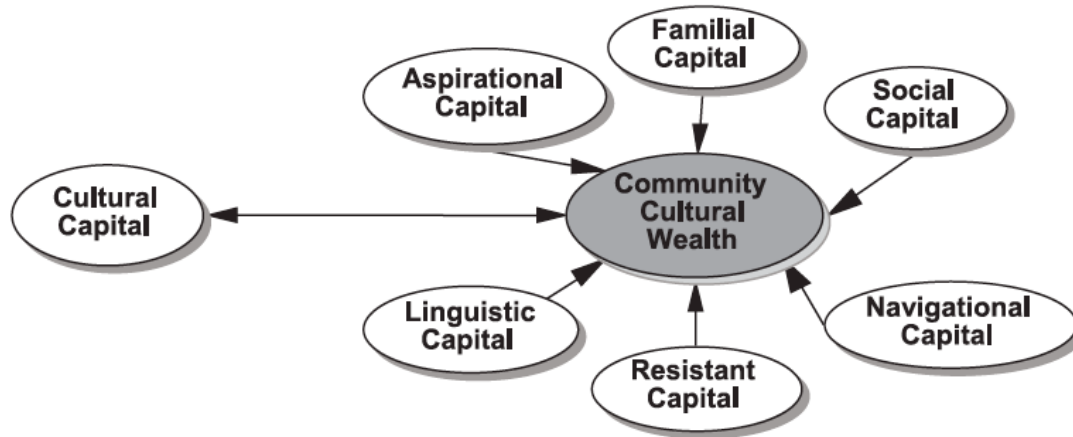 Familial
Capital
Aspirational
Capital
Social
Capital
Cultural
Capital
Community
Cultural
Wealth
Linguistic
Capital
Resistant
Capital
Navigational
Capital